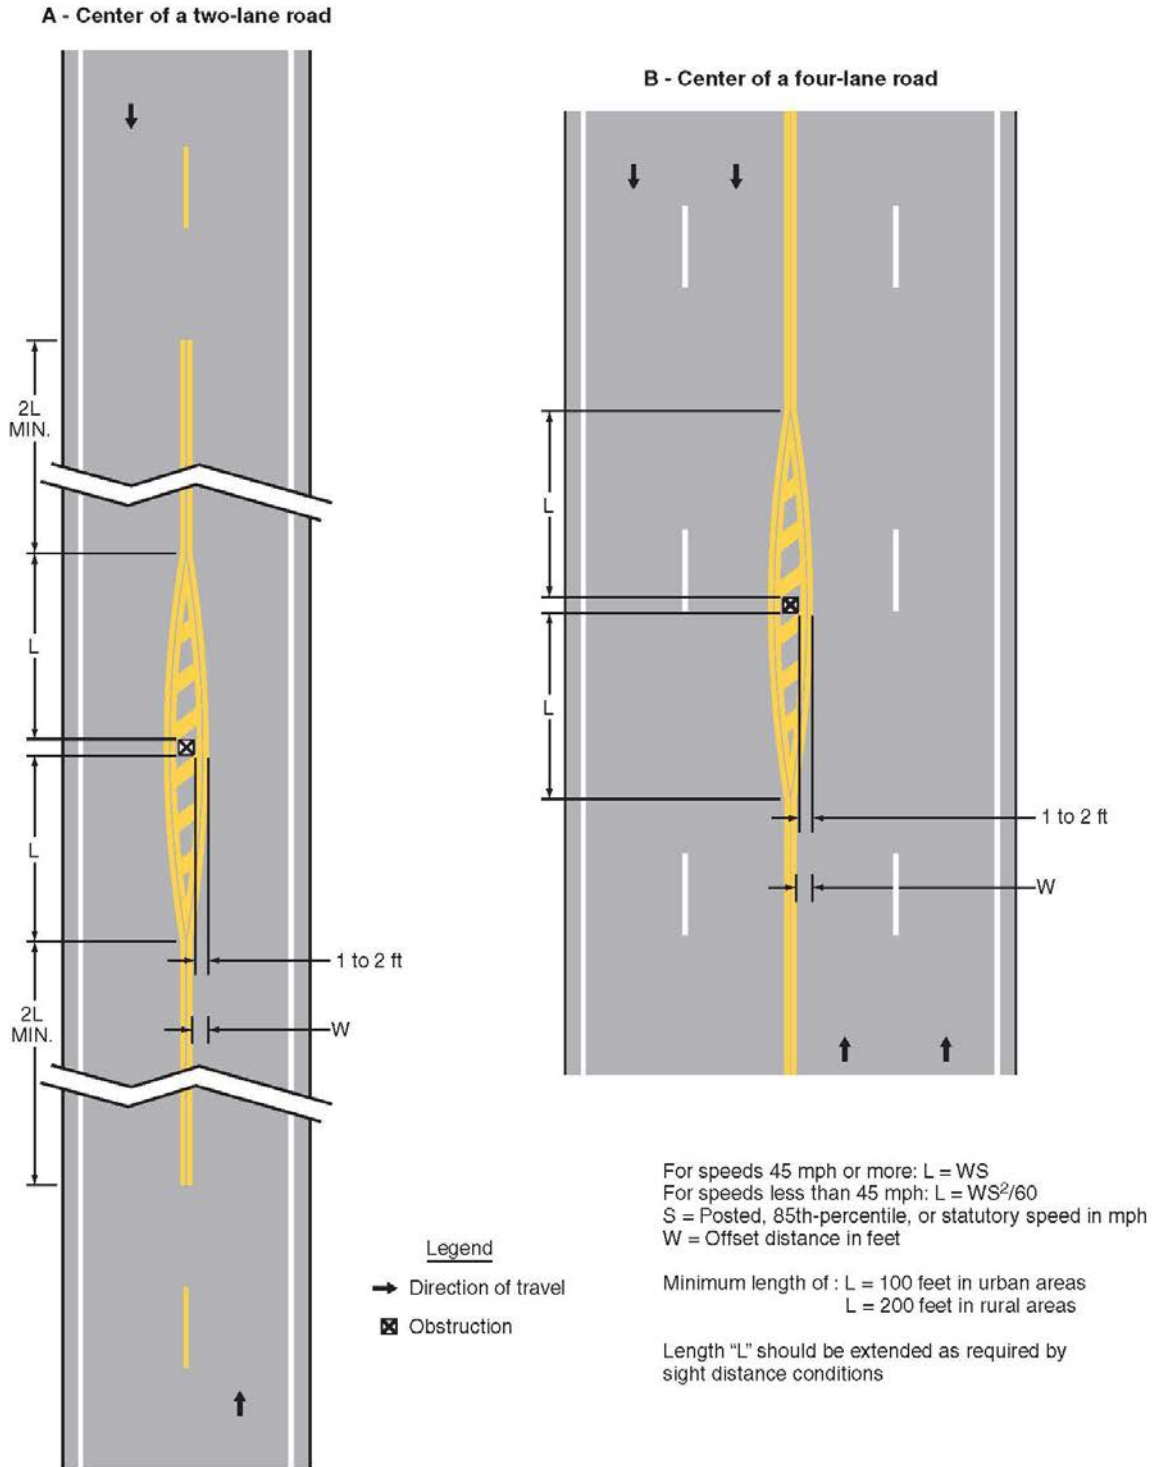 A - Center of a two-lane road
B - Center of a four-lane road
2L
MIN.
L
L
2L
MIN.
1 to 2 ft
W
L
L
1 to 2 ft
W
Legend
Direction of travel
Obstruction
For speeds 45 mph or more: L = WS
For speeds less than 45 mph: L = WS²/60
S = Posted, 85th-percentile, or statutory speed in mph
W = Offset distance in feet
Minimum length of : L = 100 feet in urban areas
L = 200 feet in rural areas
Length “L” should be extended as required by
sight distance conditions